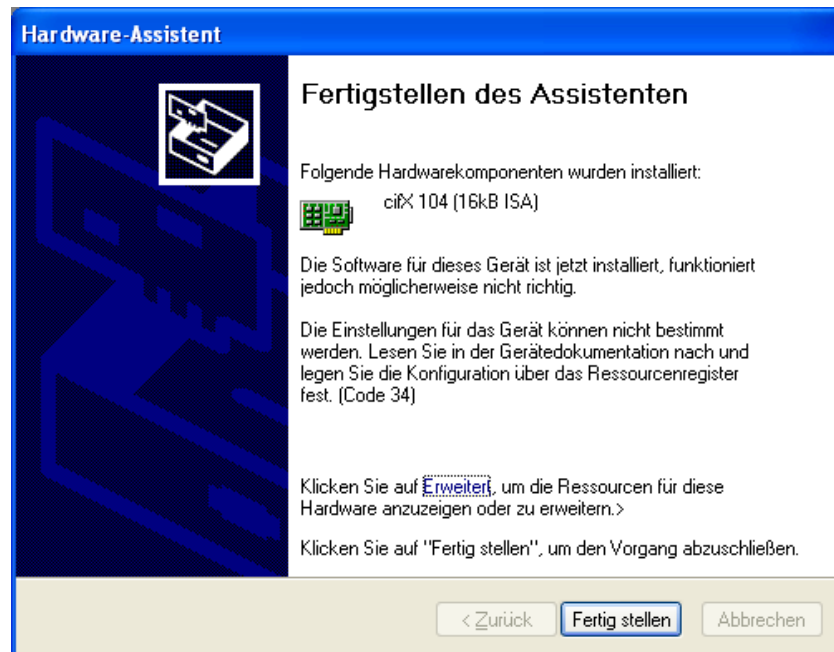 Hardware-Assistent
Fertigstellen des Assistenten
Folgende Hardwarekomponenten wurden installiert:
cifX 104 (16kB ISA)
Die Software für dieses Gerät ist jetzt installiert, funktioniert
jedoch möglicherweise nicht richtig.
Die Einstellungen für das Gerät können nicht bestimmt
werden. Lesen Sie in der Gerätedokumentation nach und
legen Sie die Konfiguration über das Ressourcenregister
fest. (Code 34)
Klicken Sie auf Erweitert, um die Ressourcen für diese
Hardware anzuzeigen oder zu erweitern.>
Klicken Sie auf "Fertig stellen", um den Vorgang abzuschließen.
< Zurück Fertig stellen Abbrechen